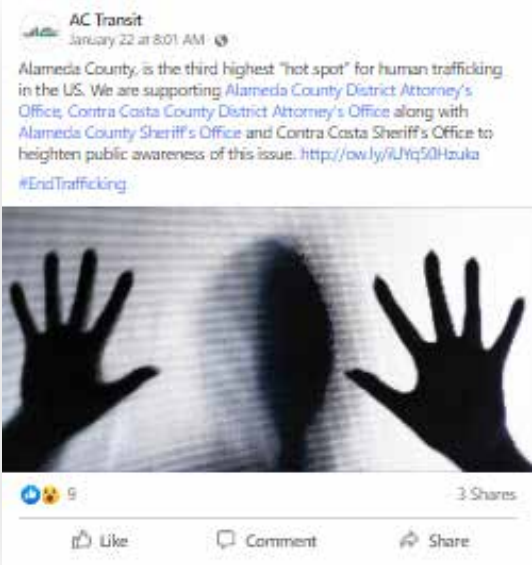 AC Transit
January 22 at 8:01 AM
Alameda County, is the third highest "hot spot" for human trafficking
in the US. We are supporting Alameda County District Attorney's
Office, Contra Costa County District Attorney's Office along with
Alameda County Sheriff's Office and Contra Costa Sheriff's Office to
heighten public awareness of this issue. http://ow.ly/iUYq50Hzuka
#EndTrafficking
9
3 Shares
Like
Comment
Share